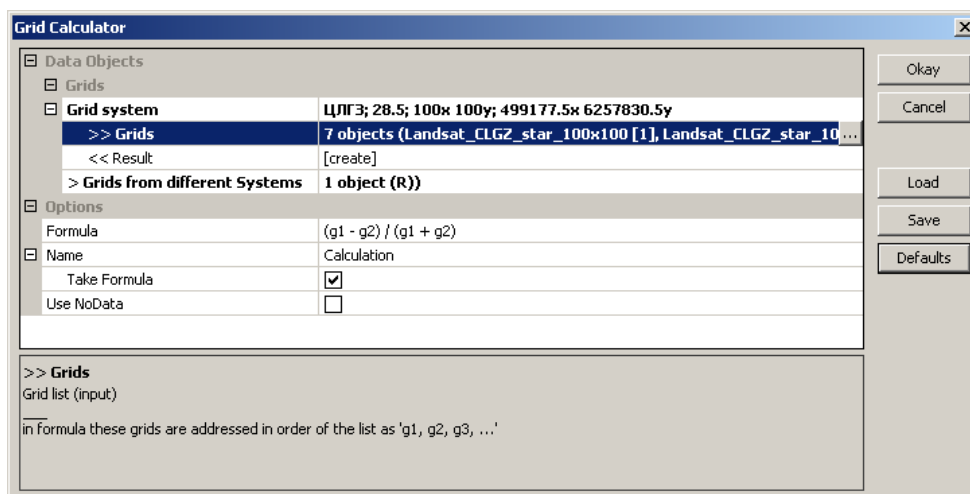 Grid Calculator
Data Objects
Grids
Grid system ЦЛГЗ; 28.5; 100x 100y; 499177.5x 6257830.5y
>> Grids 7 objects (Landsat_CLGZ_star_100x100 [1], Landsat_CLGZ_star_10 ...
<< Result [create]
> Grids from different Systems 1 object (R))
Options
Formula (g1 - g2) / (g1 + g2)
Name Calculation
Take Formula
Use NoData
Okay
Cancel
Load
Save
Defaults
>> Grids
Grid list (input)
in formula these grids are addressed in order of the list as 'g1, g2, g3, ...'